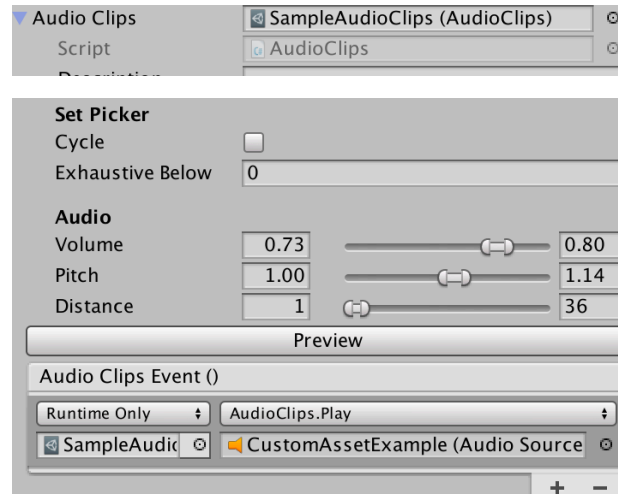 Audio Clips SampleAudioClips (AudioClips)
Script AudioClips
Set Picker
Cycle
Exhaustive Below 0
Audio
Volume 0.73 0.80
Pitch 1.00 1.14
Distance 1 36
Preview
Audio Clips Event ()
Runtime Only AudioClips.Play
SampleAudic CustomAssetExample (Audio Source